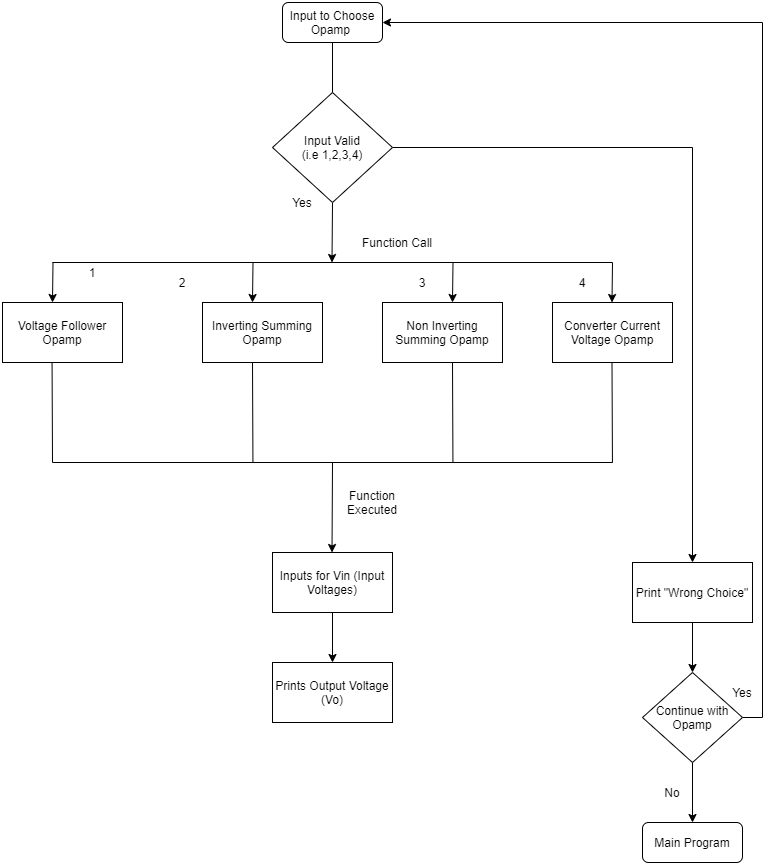 Input to Choose
Opamp
Input Valid
(i.e 1,2,3,4)
Yes
Function Call
1
2
3
4
Voltage Follower
Opamp
Inverting Summing
Opamp
Non Inverting
Summing Opamp
Converter Current
Voltage Opamp
Function
Executed
Inputs for Vin (Input
Voltages)
Print "Wrong Choice"
Prints Output Voltage
(Vo)
Yes
Continue with
Opamp
No
Main Program